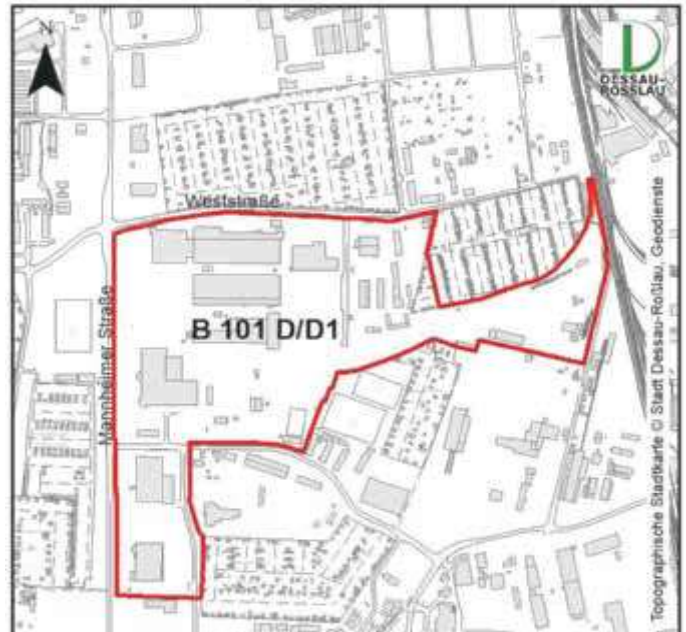 N
DESSAU-
ROSSLAU
Weststraße
Mannheimer Straße
B 101 D/D1
Topographische Stadtkarte © Stadt Dessau-Roßlau, Geodienste